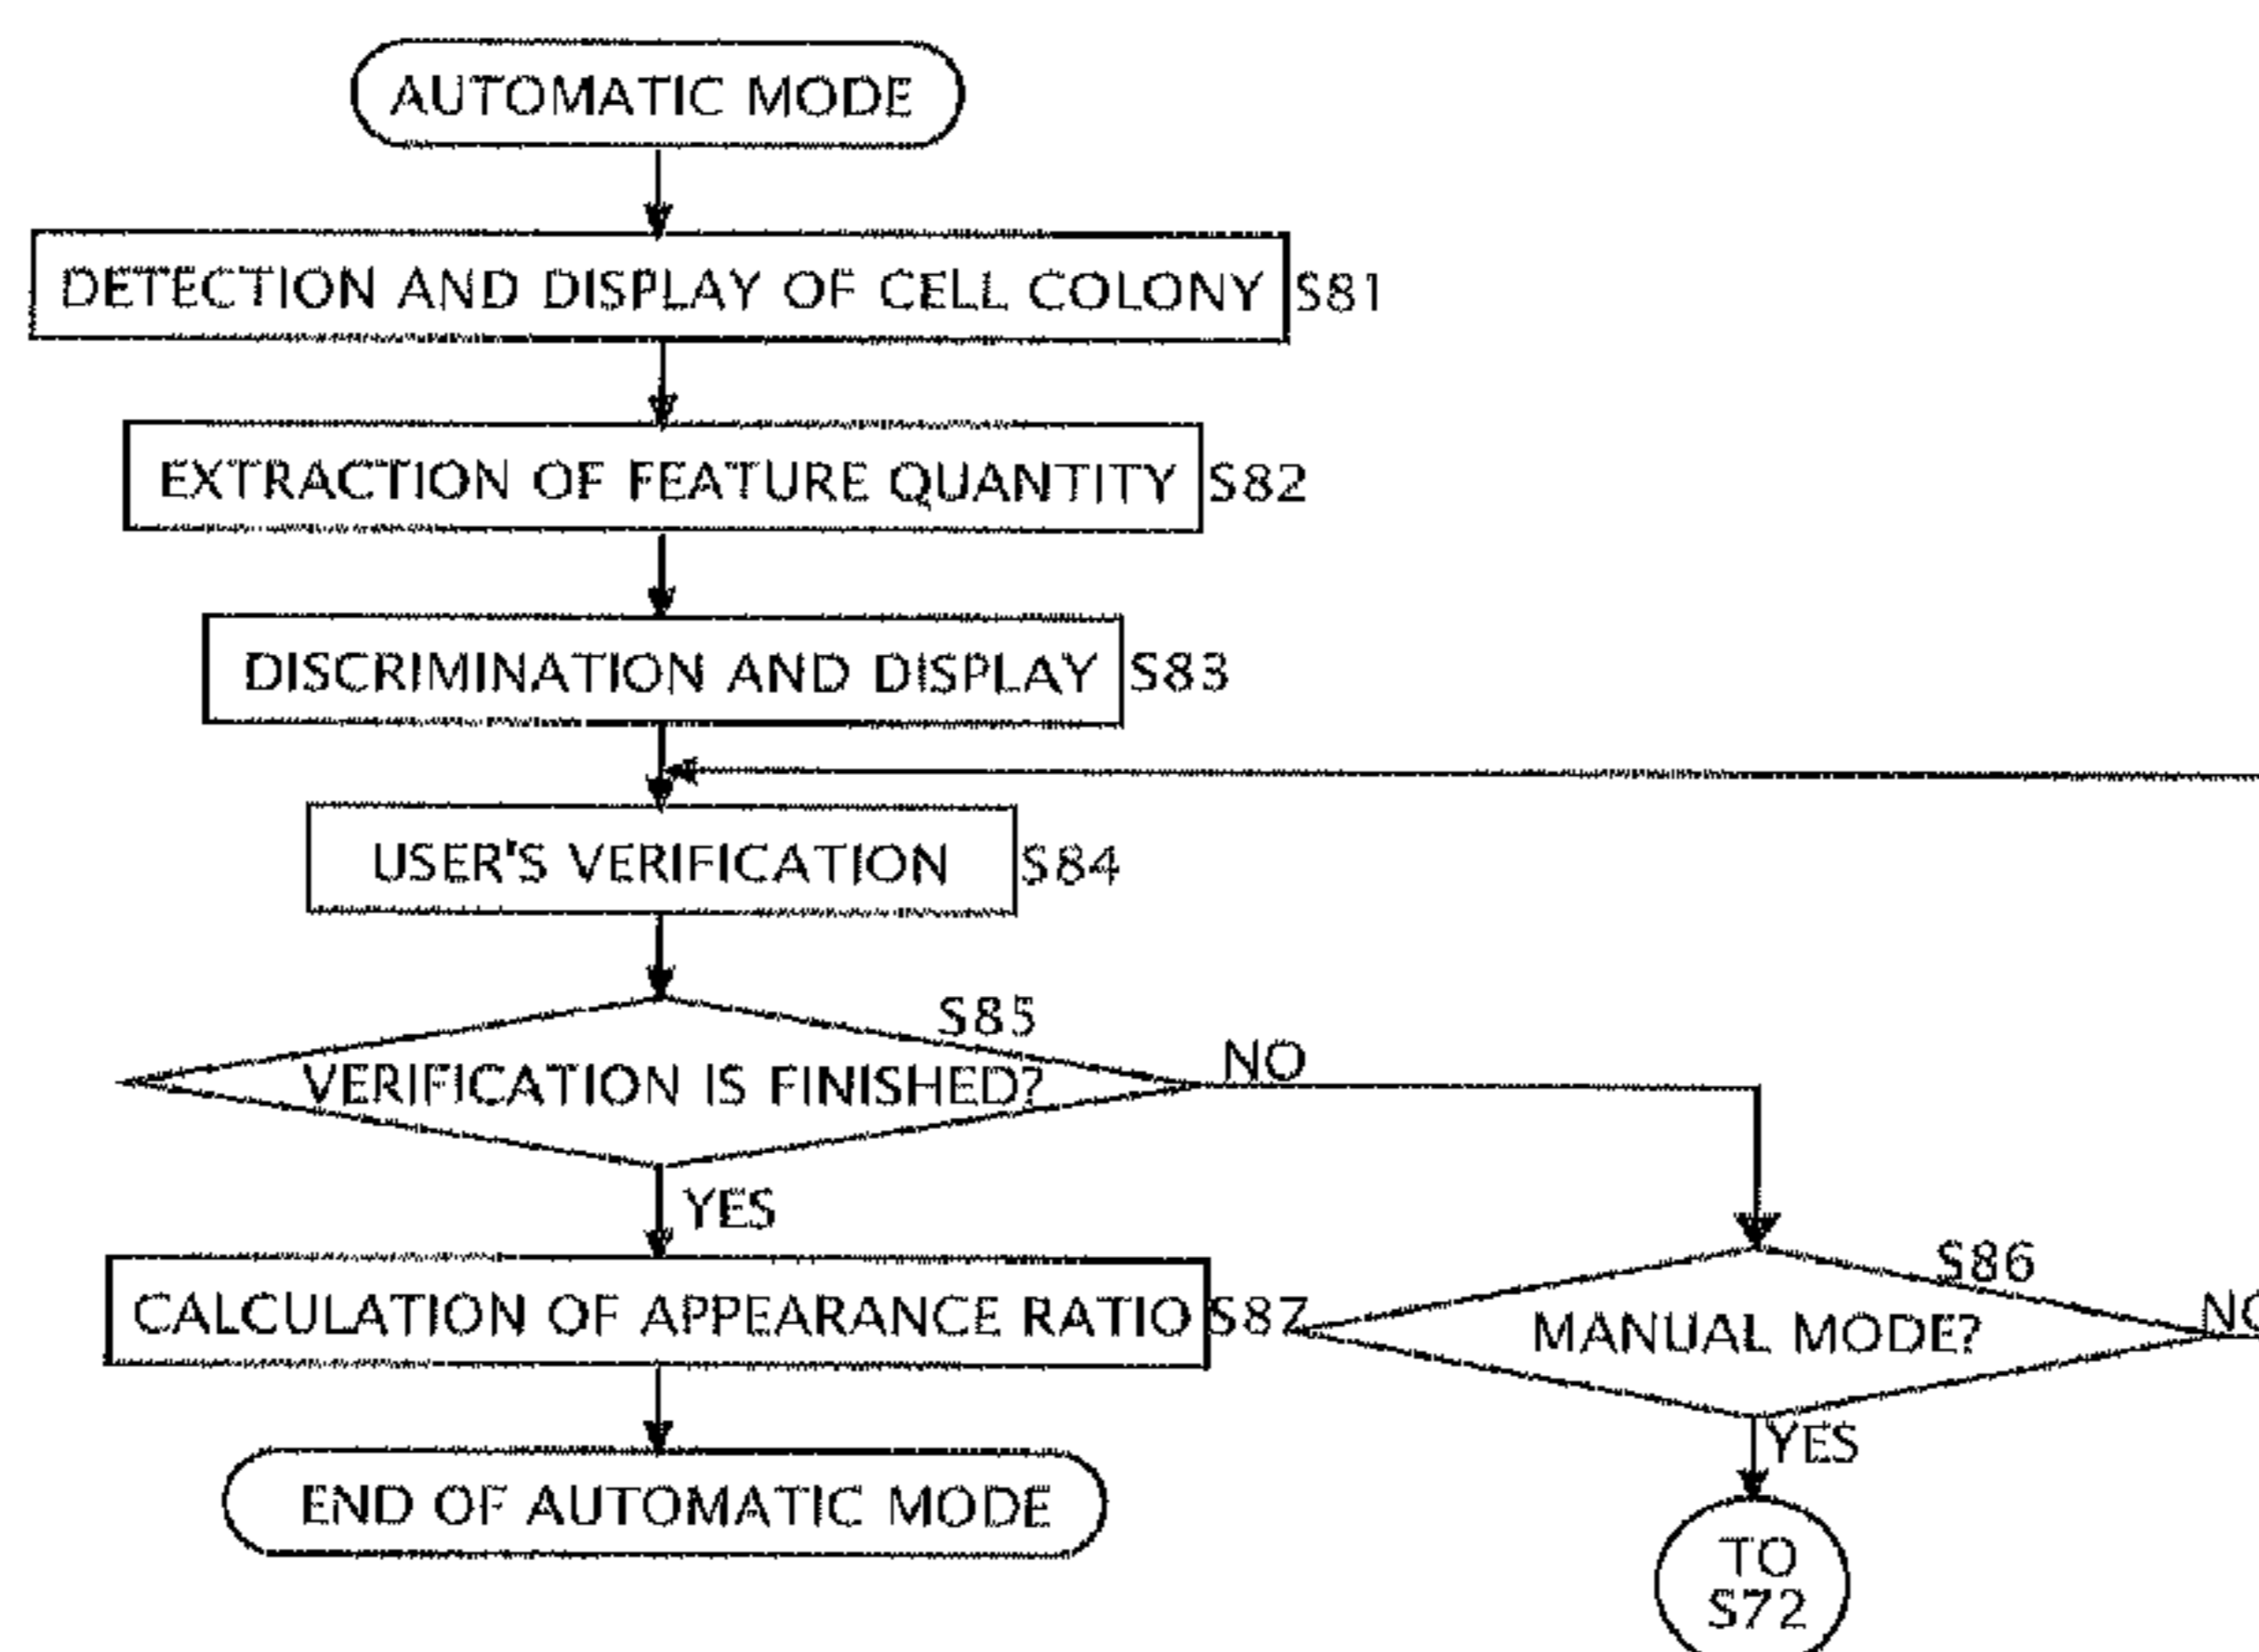 AUTOMATIC MODE
DETECTION AND DISPLAY OF CELL COLONY S81
EXTRACTION OF FEATURE QUANTITY S82
DISCRIMINATION AND DISPLAY S83
USER'S VERIFICATION S84
S85
VERIFICATION IS FINISHED? NO
YES
CALCULATION OF APPEARANCE RATIO S87
S86
MANUAL MODE? NO
YES
END OF AUTOMATIC MODE
TO
S72